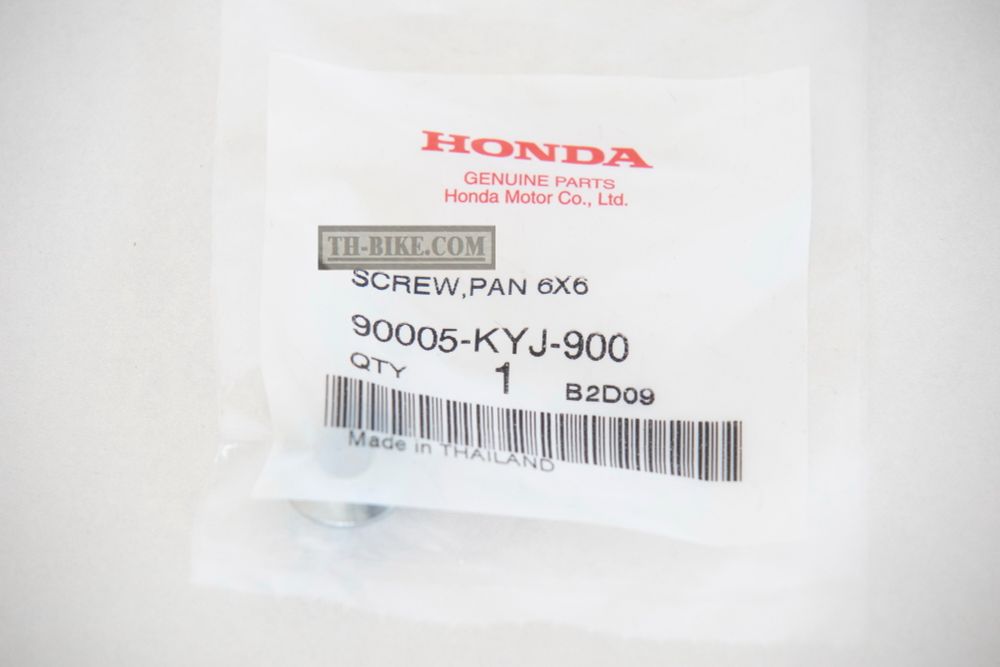 HONDA
GENUINE PARTS
Honda Motor Co., Ltd.
TH-BIKE.COM
SCREW,PAN 6X6
90005-KYJ-900
QTY 1 B2D09
Made in THAILAND